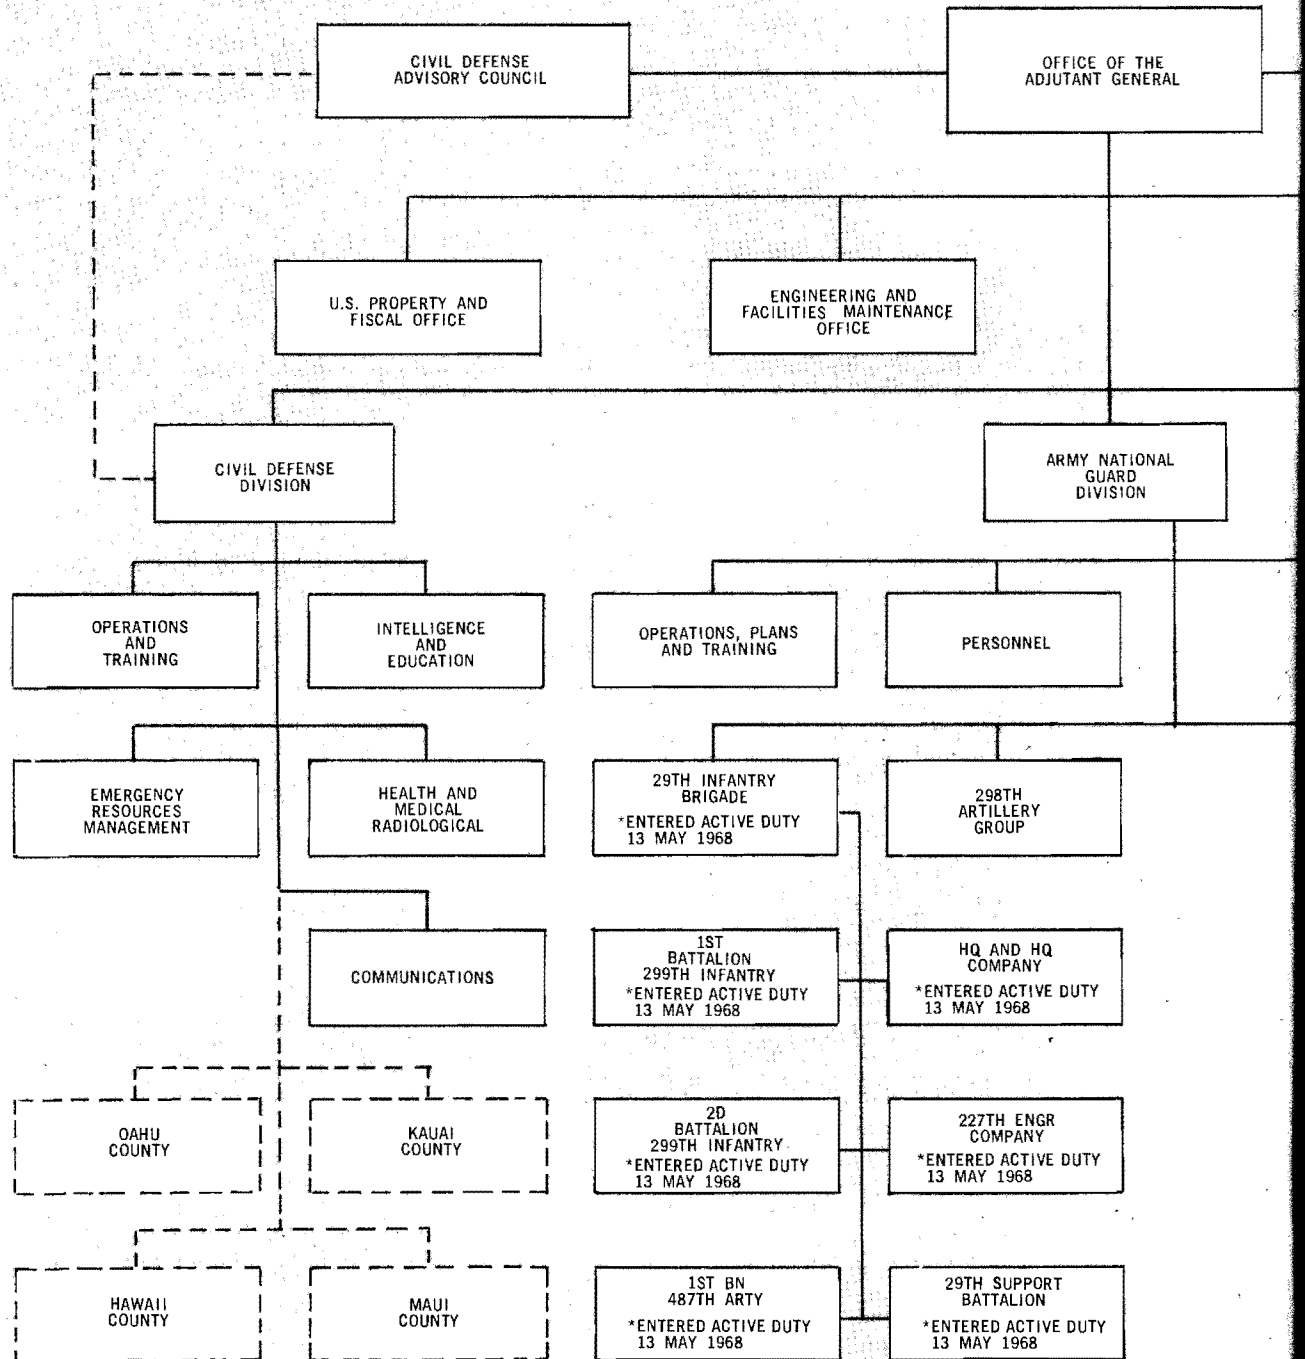 CIVIL DEFENSE
ADVISORY COUNCIL
OFFICE OF THE
ADJUTANT GENERAL
U.S. PROPERTY AND
FISCAL OFFICE
ENGINEERING AND
FACILITIES MAINTENANCE
OFFICE
CIVIL DEFENSE
DIVISION
ARMY NATIONAL
GUARD
DIVISION
OPERATIONS
AND
TRAINING
INTELLIGENCE
AND
EDUCATION
OPERATIONS, PLANS
AND TRAINING
PERSONNEL
EMERGENCY
RESOURCES
MANAGEMENT
HEALTH AND
MEDICAL
RADIOLOGICAL
29TH INFANTRY
BRIGADE
*ENTERED ACTIVE DUTY
13 MAY 1968
298TH
ARTILLERY
GROUP
COMMUNICATIONS
1ST
BATTALION
299TH INFANTRY
*ENTERED ACTIVE DUTY
13 MAY 1968
HQ AND HQ
COMPANY
*ENTERED ACTIVE DUTY
13 MAY 1968
OAHU
COUNTY
KAUAI
COUNTY
2D
BATTALION
299TH INFANTRY
*ENTERED ACTIVE DUTY
13 MAY 1968
227TH ENGR
COMPANY
*ENTERED ACTIVE DUTY
13 MAY 1968
HAWAII
COUNTY
MAUI
COUNTY
1ST BN
487TH ARTY
*ENTERED ACTIVE DUTY
13 MAY 1968
29TH SUPPORT
BATTALION
*ENTERED ACTIVE DUTY
13 MAY 1968